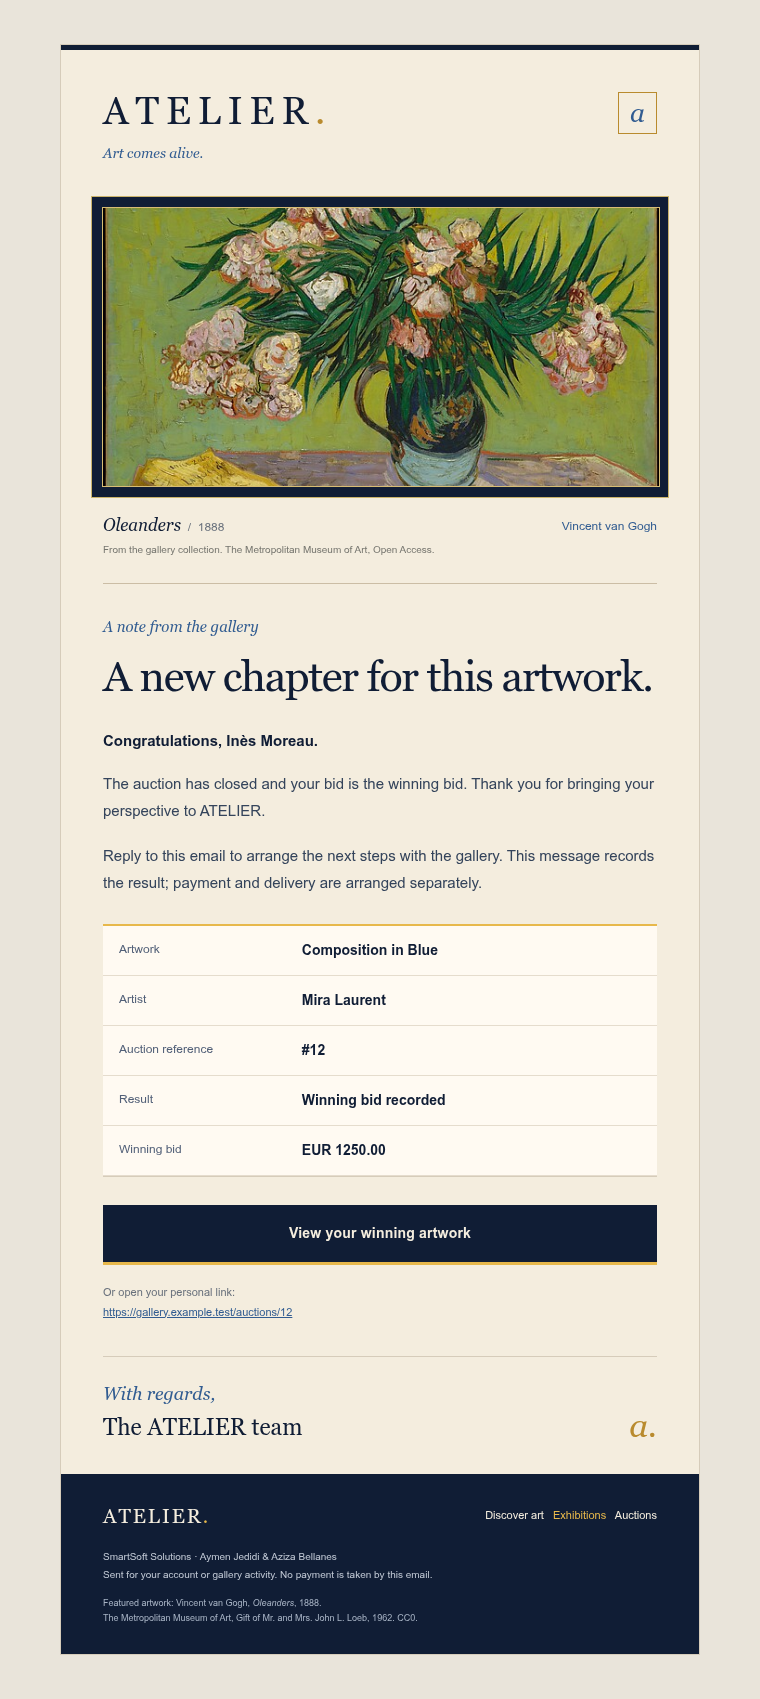 ATELIER.
a
Art comes alive.
Oleanders / 1888
Vincent van Gogh
From the gallery collection. The Metropolitan Museum of Art, Open Access.
A note from the gallery
A new chapter for this artwork.
Congratulations, Inès Moreau.
The auction has closed and your bid is the winning bid. Thank you for bringing your
perspective to ATELIER.
Reply to this email to arrange the next steps with the gallery. This message records
the result; payment and delivery are arranged separately.
Artwork Composition in Blue
Artist Mira Laurent
Auction reference #12
Result Winning bid recorded
Winning bid EUR 1250.00
View your winning artwork
Or open your personal link:
https://gallery.example.test/auctions/12
With regards,
The ATELIER team
a.
ATELIER.
Discover art Exhibitions Auctions
SmartSoft Solutions · Aymen Jedidi & Aziza Bellanes
Sent for your account or gallery activity. No payment is taken by this email.
Featured artwork: Vincent van Gogh, Oleanders, 1888.
The Metropolitan Museum of Art, Gift of Mr. and Mrs. John L. Loeb, 1962. CC0.